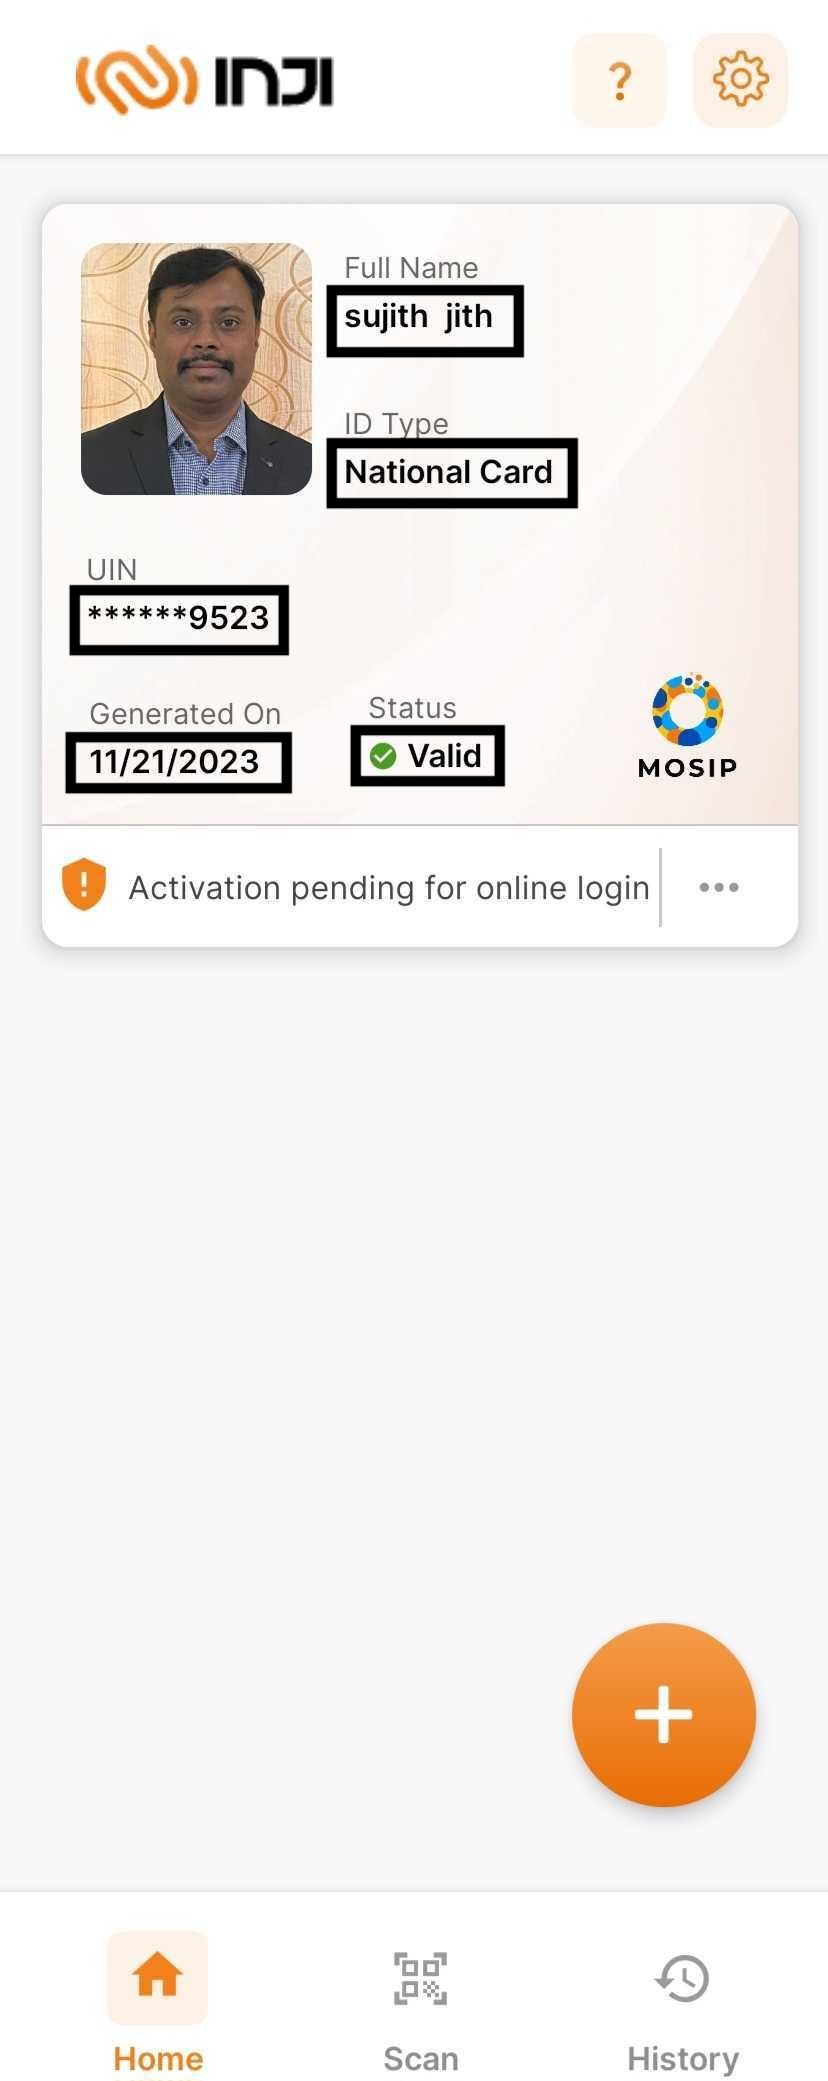 INJI
?
Full Name
sujith  jith
ID Type
National Card
UIN
******9523
Generated On
Status
11/21/2023
Valid
MOSIP
Activation pending for online login
Home
Scan
History